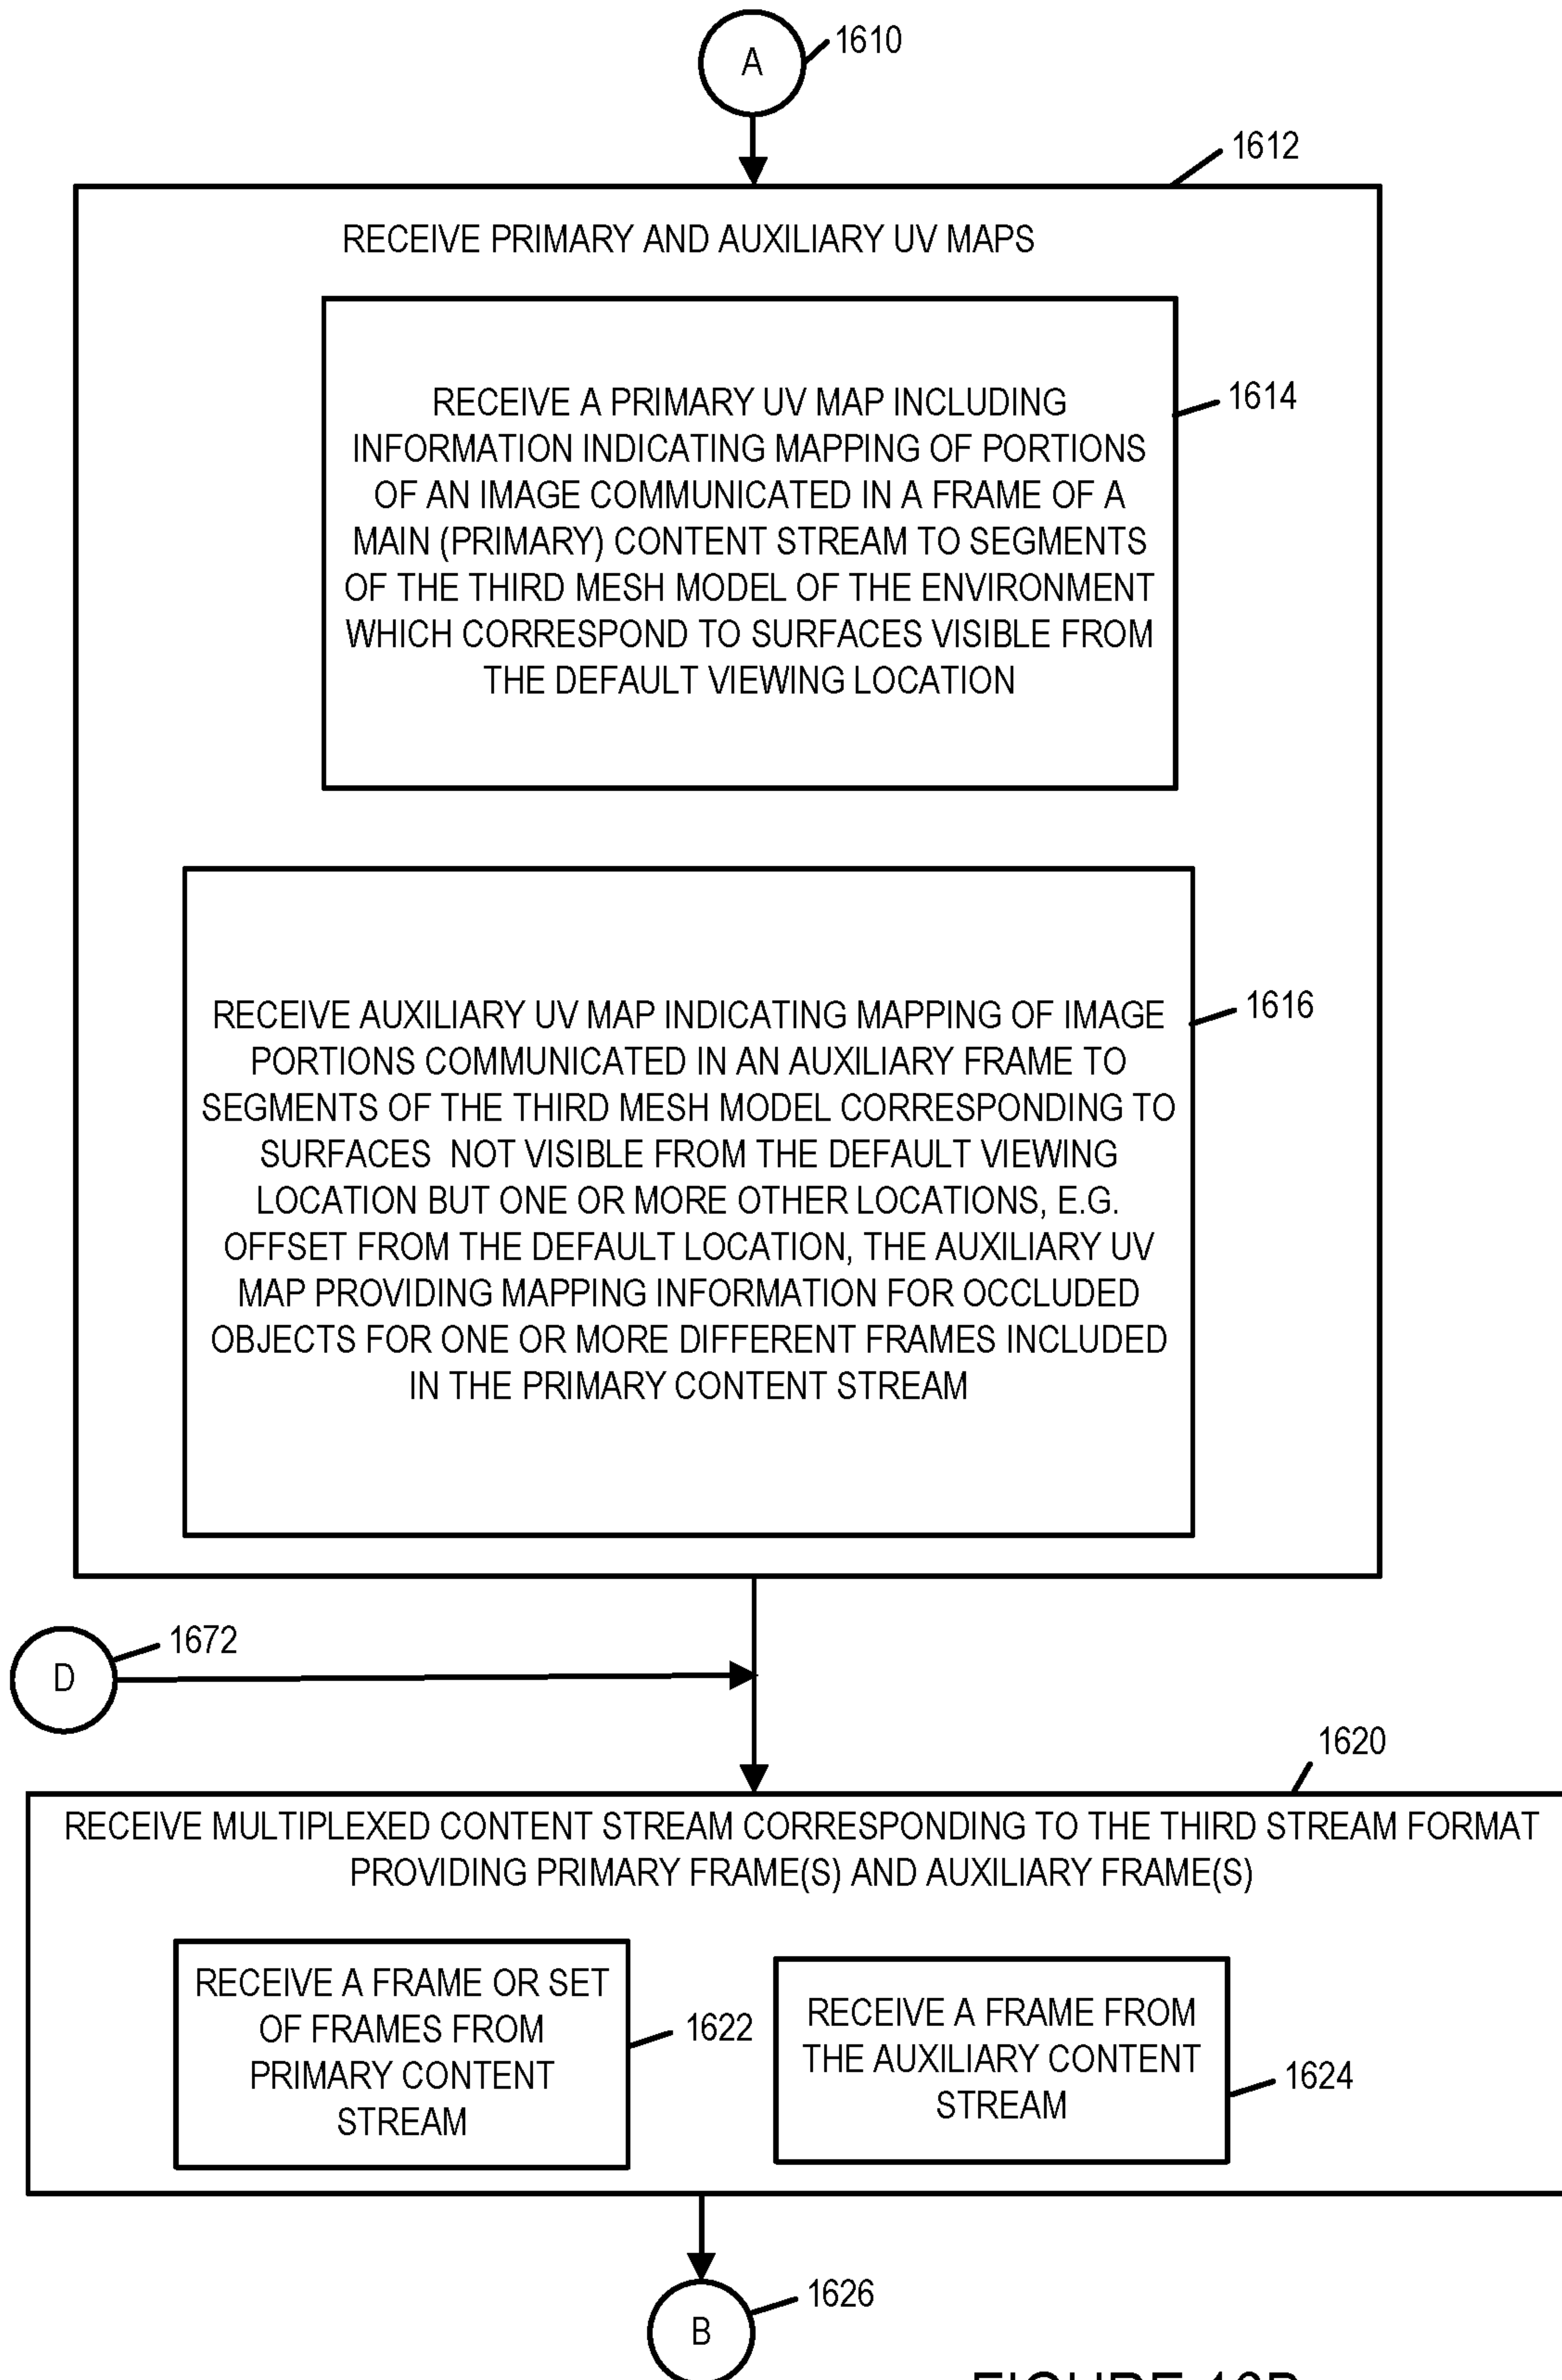 A
1610
1612
RECEIVE PRIMARY AND AUXILIARY UV MAPS
RECEIVE A PRIMARY UV MAP INCLUDING
INFORMATION INDICATING MAPPING OF PORTIONS
OF AN IMAGE COMMUNICATED IN A FRAME OF A
MAIN (PRIMARY) CONTENT STREAM TO SEGMENTS
OF THE THIRD MESH MODEL OF THE ENVIRONMENT
WHICH CORRESPOND TO SURFACES VISIBLE FROM
THE DEFAULT VIEWING LOCATION
1614
RECEIVE AUXILIARY UV MAP INDICATING MAPPING OF IMAGE
PORTIONS COMMUNICATED IN AN AUXILIARY FRAME TO
SEGMENTS OF THE THIRD MESH MODEL CORRESPONDING TO
SURFACES NOT VISIBLE FROM THE DEFAULT VIEWING
LOCATION BUT ONE OR MORE OTHER LOCATIONS, E.G.
OFFSET FROM THE DEFAULT LOCATION, THE AUXILIARY UV
MAP PROVIDING MAPPING INFORMATION FOR OCCLUDED
OBJECTS FOR ONE OR MORE DIFFERENT FRAMES INCLUDED
IN THE PRIMARY CONTENT STREAM
1616
D
1672
1620
RECEIVE MULTIPLEXED CONTENT STREAM CORRESPONDING TO THE THIRD STREAM FORMAT
PROVIDING PRIMARY FRAME(S) AND AUXILIARY FRAME(S)
RECEIVE A FRAME OR SET
OF FRAMES FROM
PRIMARY CONTENT
STREAM
1622
RECEIVE A FRAME FROM
THE AUXILIARY CONTENT
STREAM
1624
B
1626
FIGURE 16B